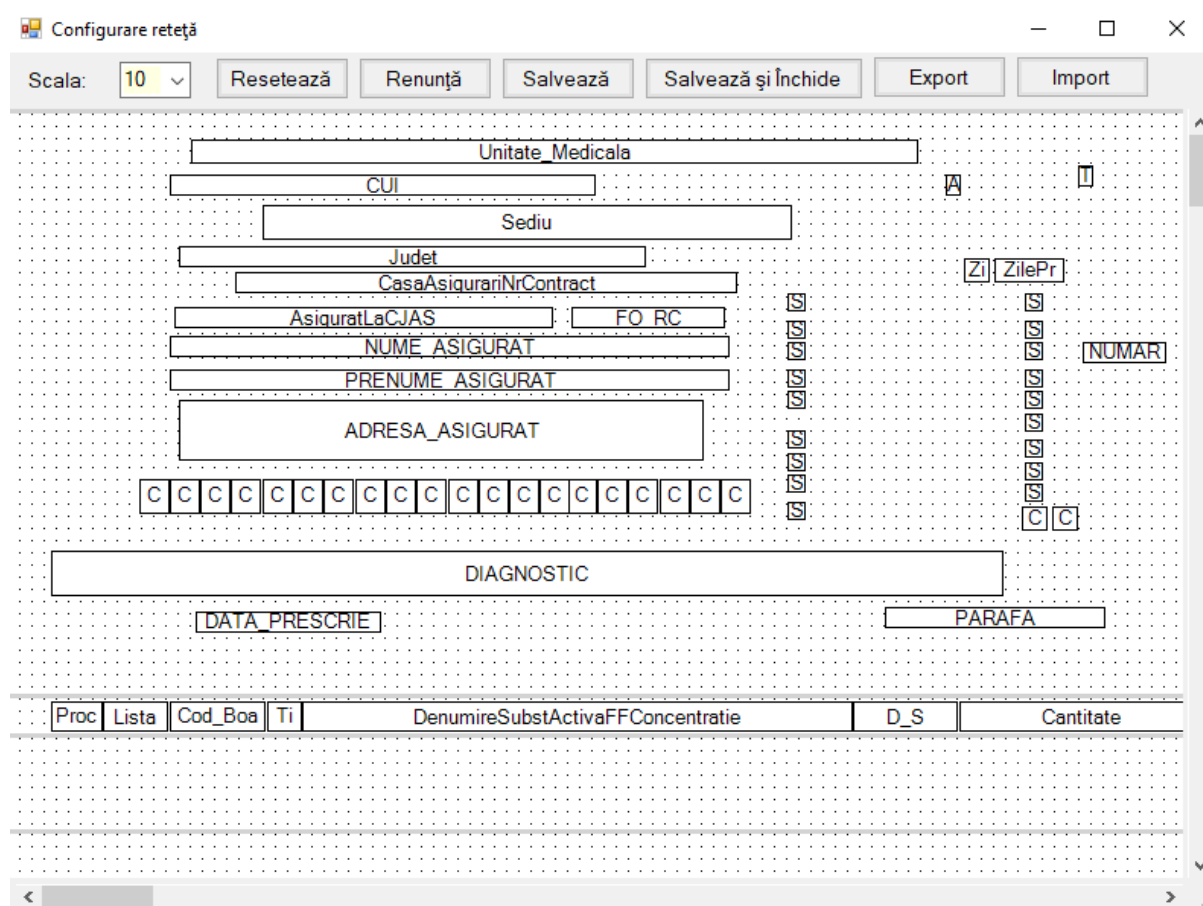 Configurare reteţă
Scala: 10 Resetează Renunţă Salvează Salvează şi Închide Export Import
Unitate_Medicala
CUI A T
Sediu
Judet
Zi ZilePr
CasaAsigurariNrContract
S S
AsiguratLaCJAS FO_RC
S S
NUME_ASIGURAT S S NUMAR
PRENUME_ASIGURAT S S
S S
S
ADRESA_ASIGURAT
S S
S S
S S
C C C C C C C C C C C C C C C C C C C C
S C C
DIAGNOSTIC
DATA_PRESCRIE PARAFA
Proc Lista Cod_Boa Ti DenumireSubstActivaFFConcentratie D_S Cantitate